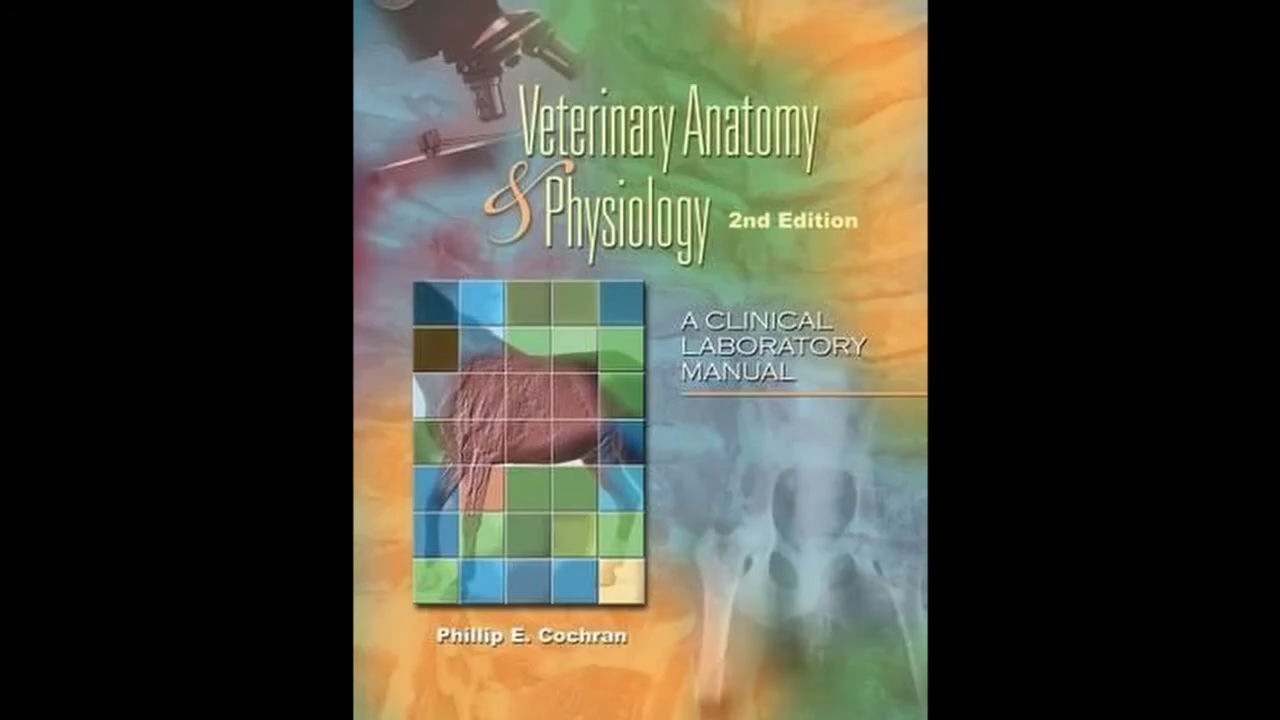 Veterinary Anatomy
& Physiology 2nd Edition
A CLINICAL
LABORATORY
MANUAL
Phillip E. Cochran